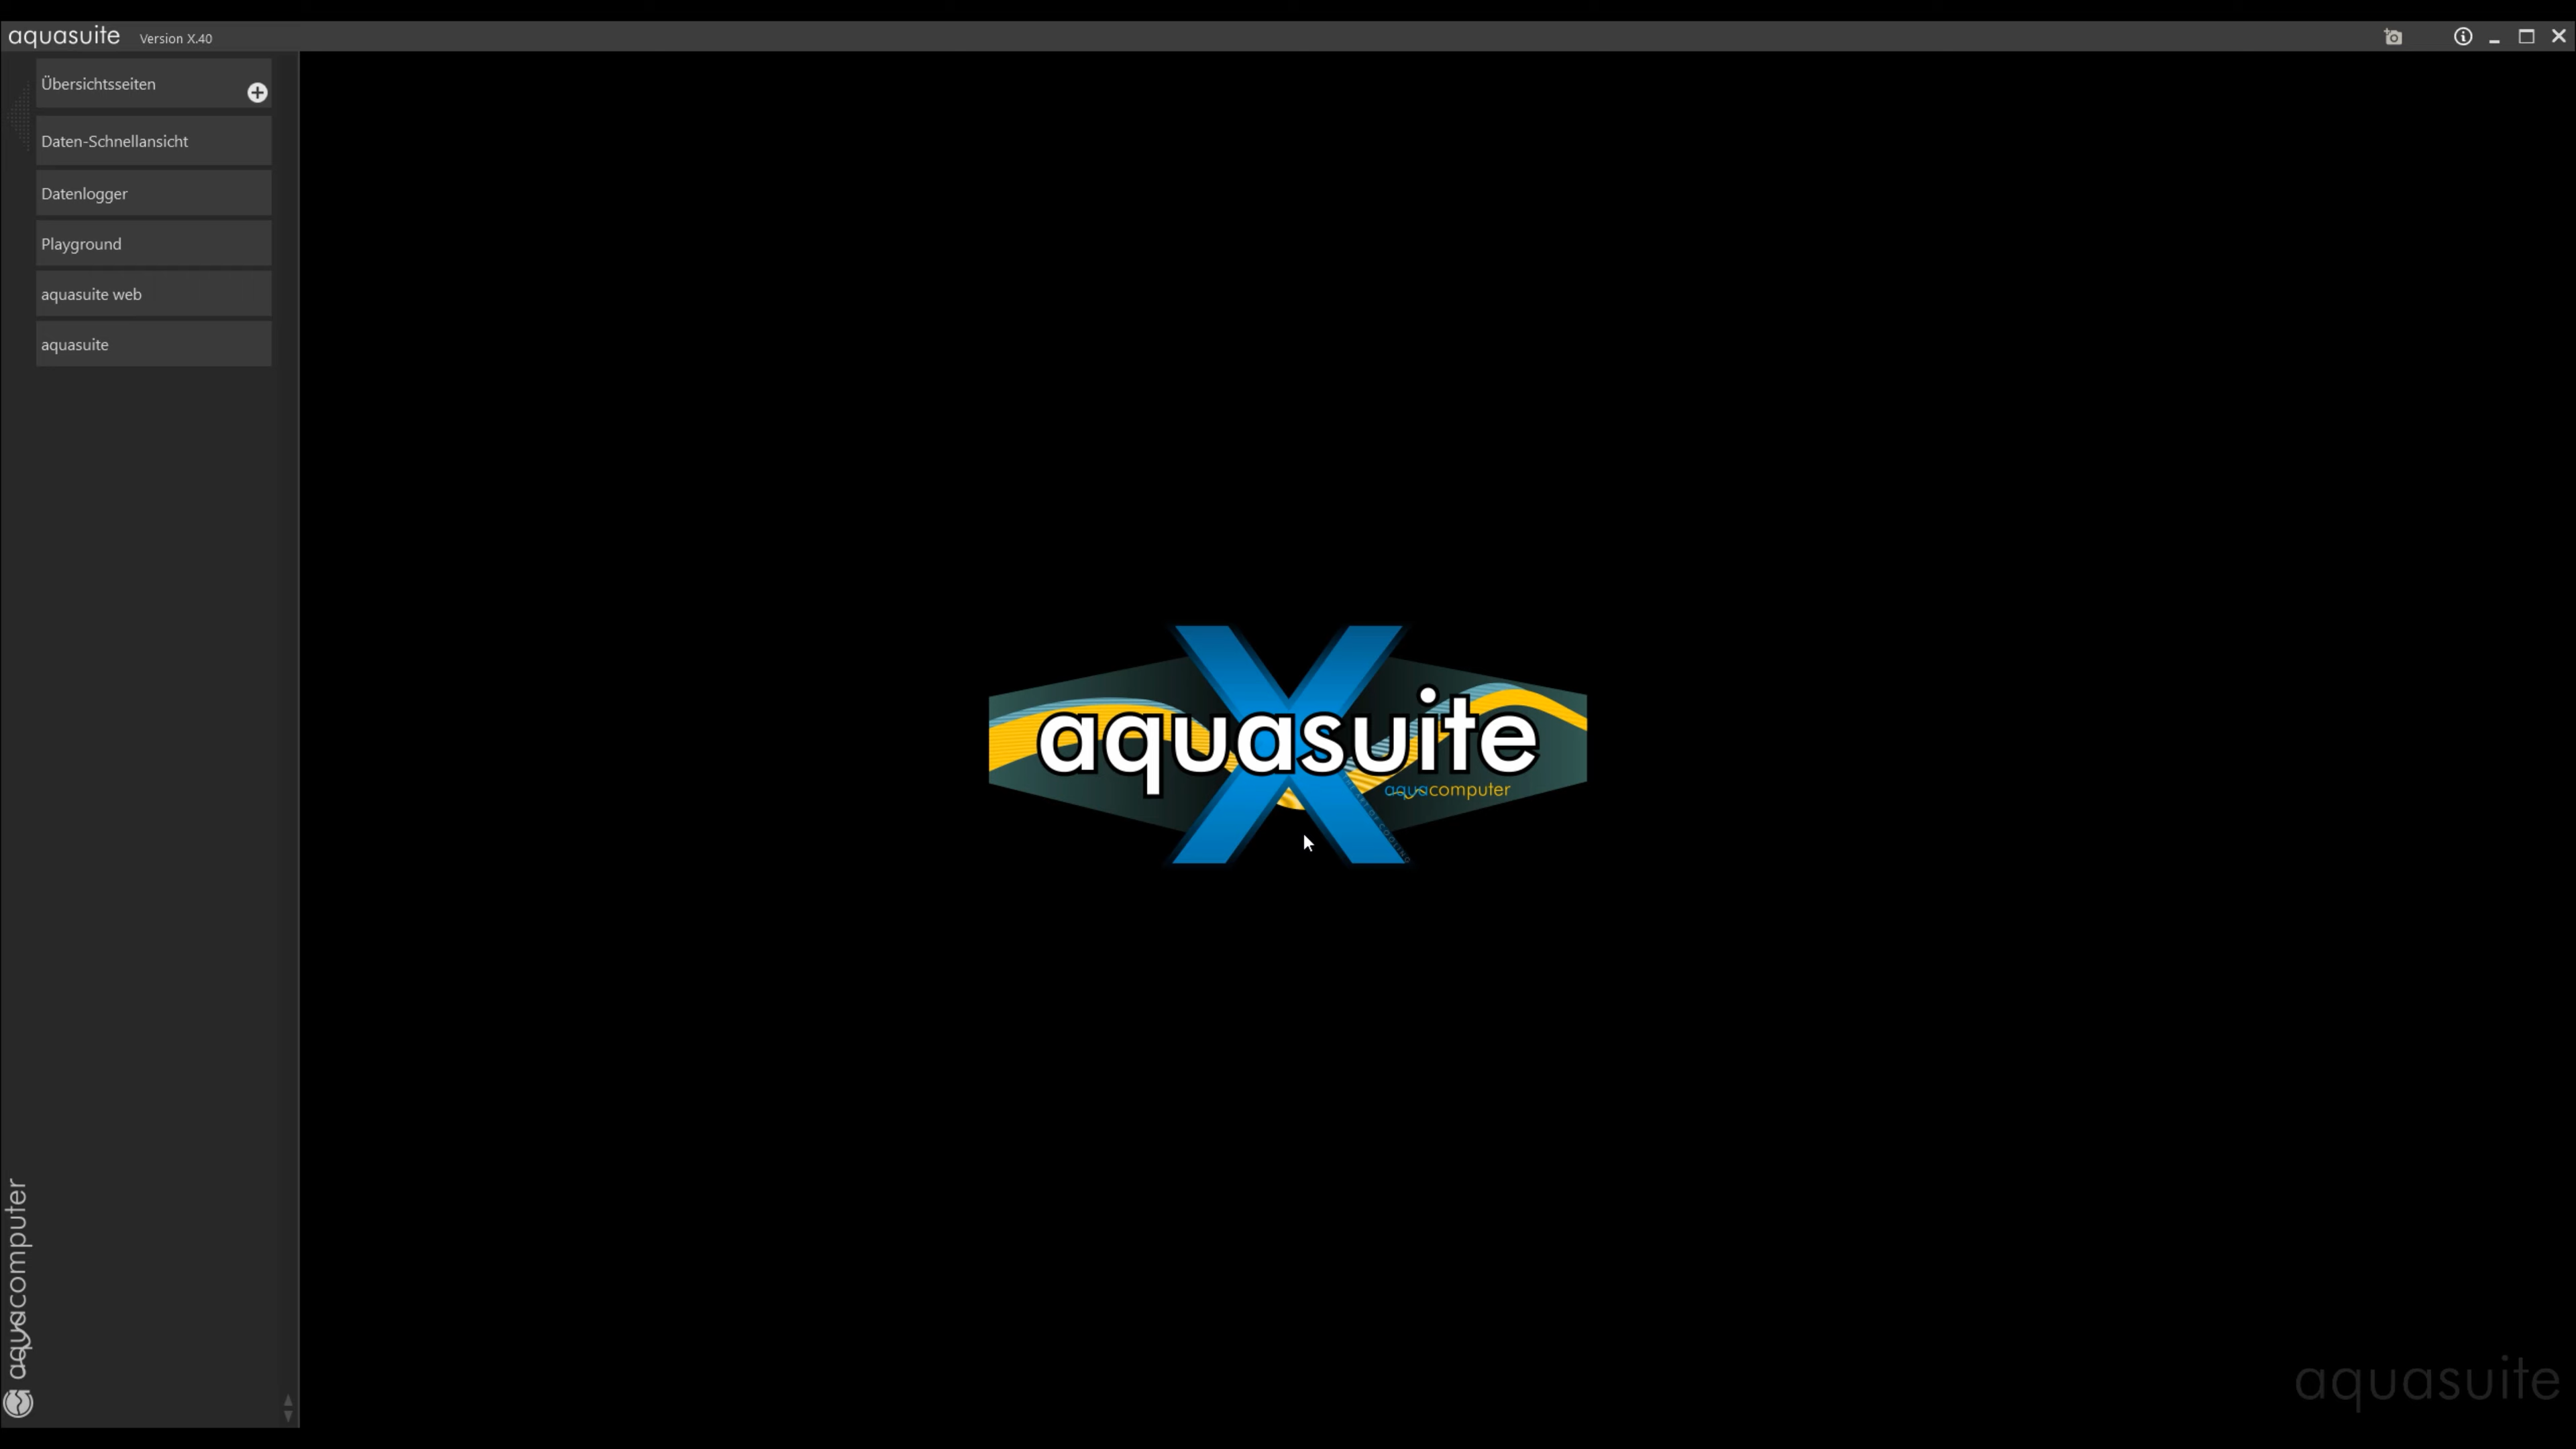 aquasuite Version X.40
Übersichtsseiten
Daten-Schnellansicht
Datenlogger
Playground
aquasuite web
aquasuite
X
aquasuite
aquacomputer
aquacomputer
aquasuite